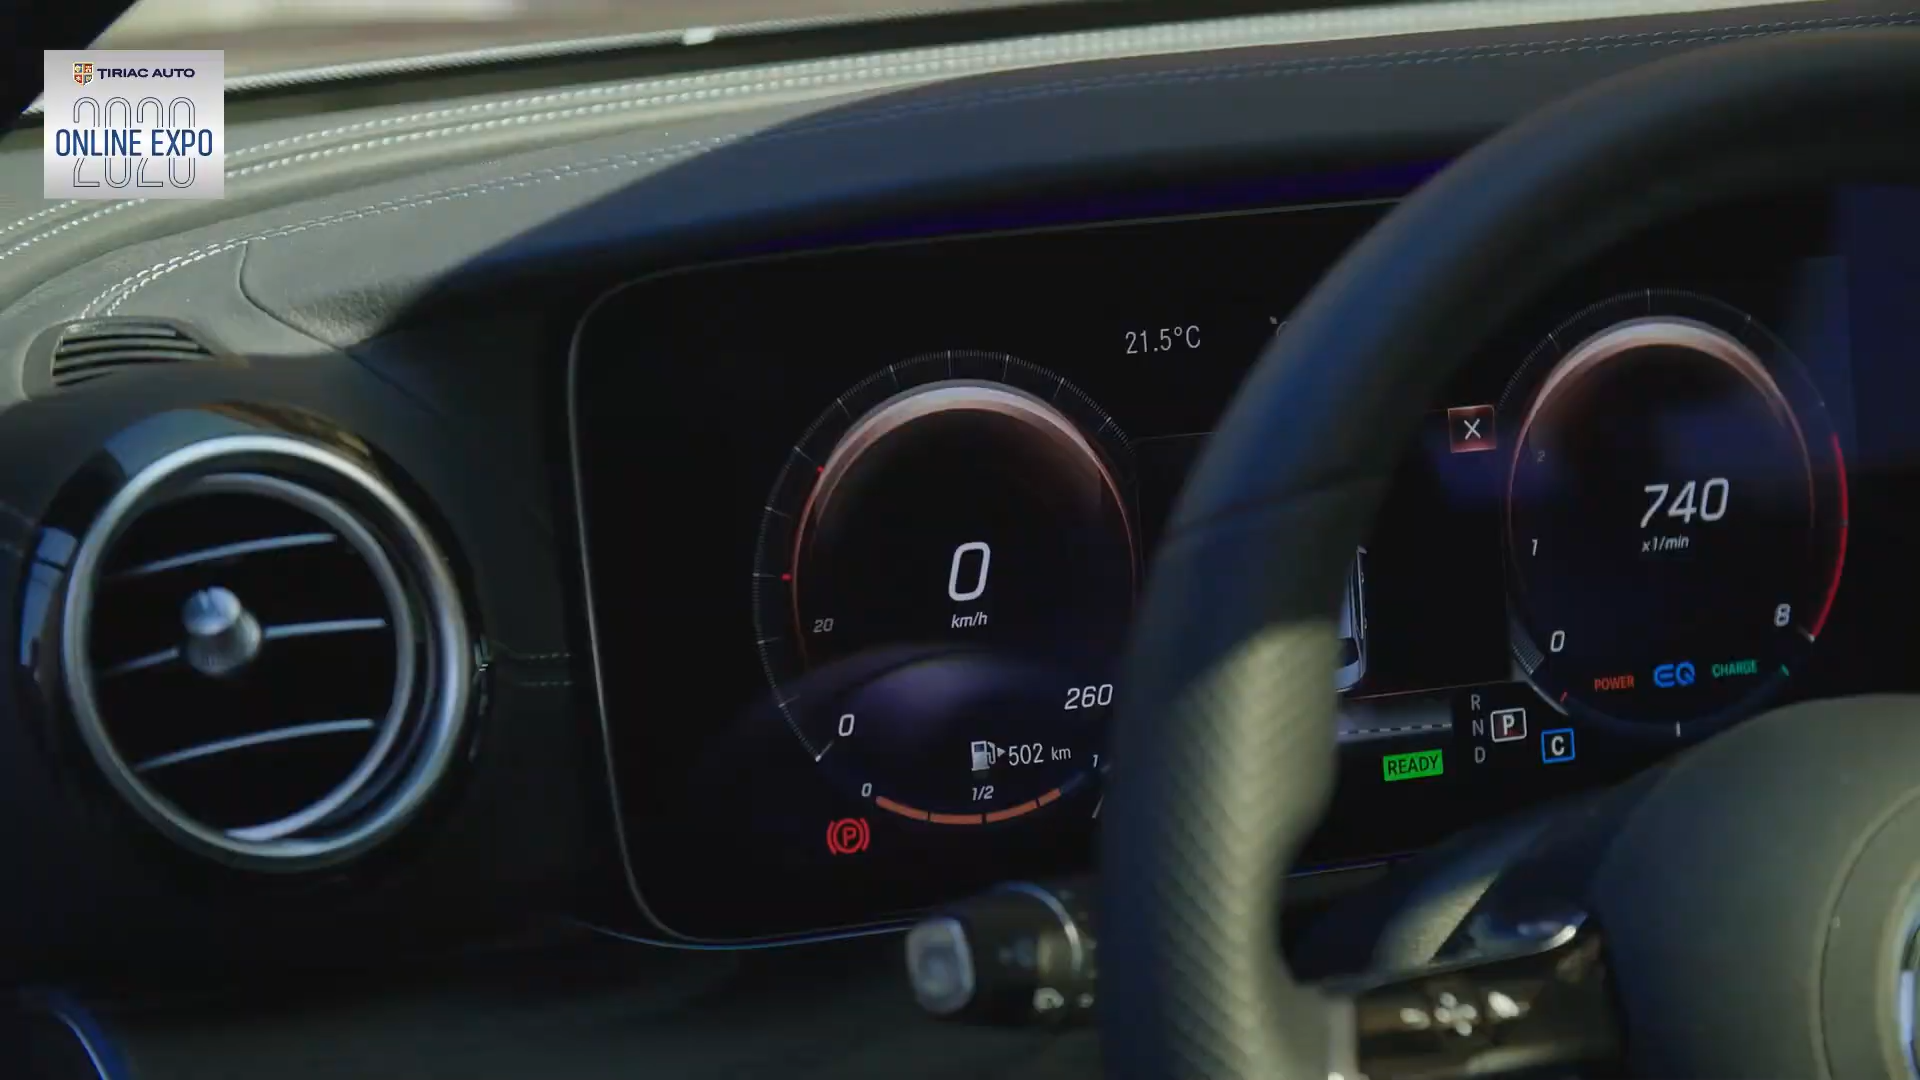 TIRIAC AUTO
2020
ONLINE EXPO
21.5°C
2
1
740
x1/min
0
8
POWER
EQ
CHARGE
0
km/h
20
0
260
502 km
0
1/2
1
P
READY
R
N
D
P
C